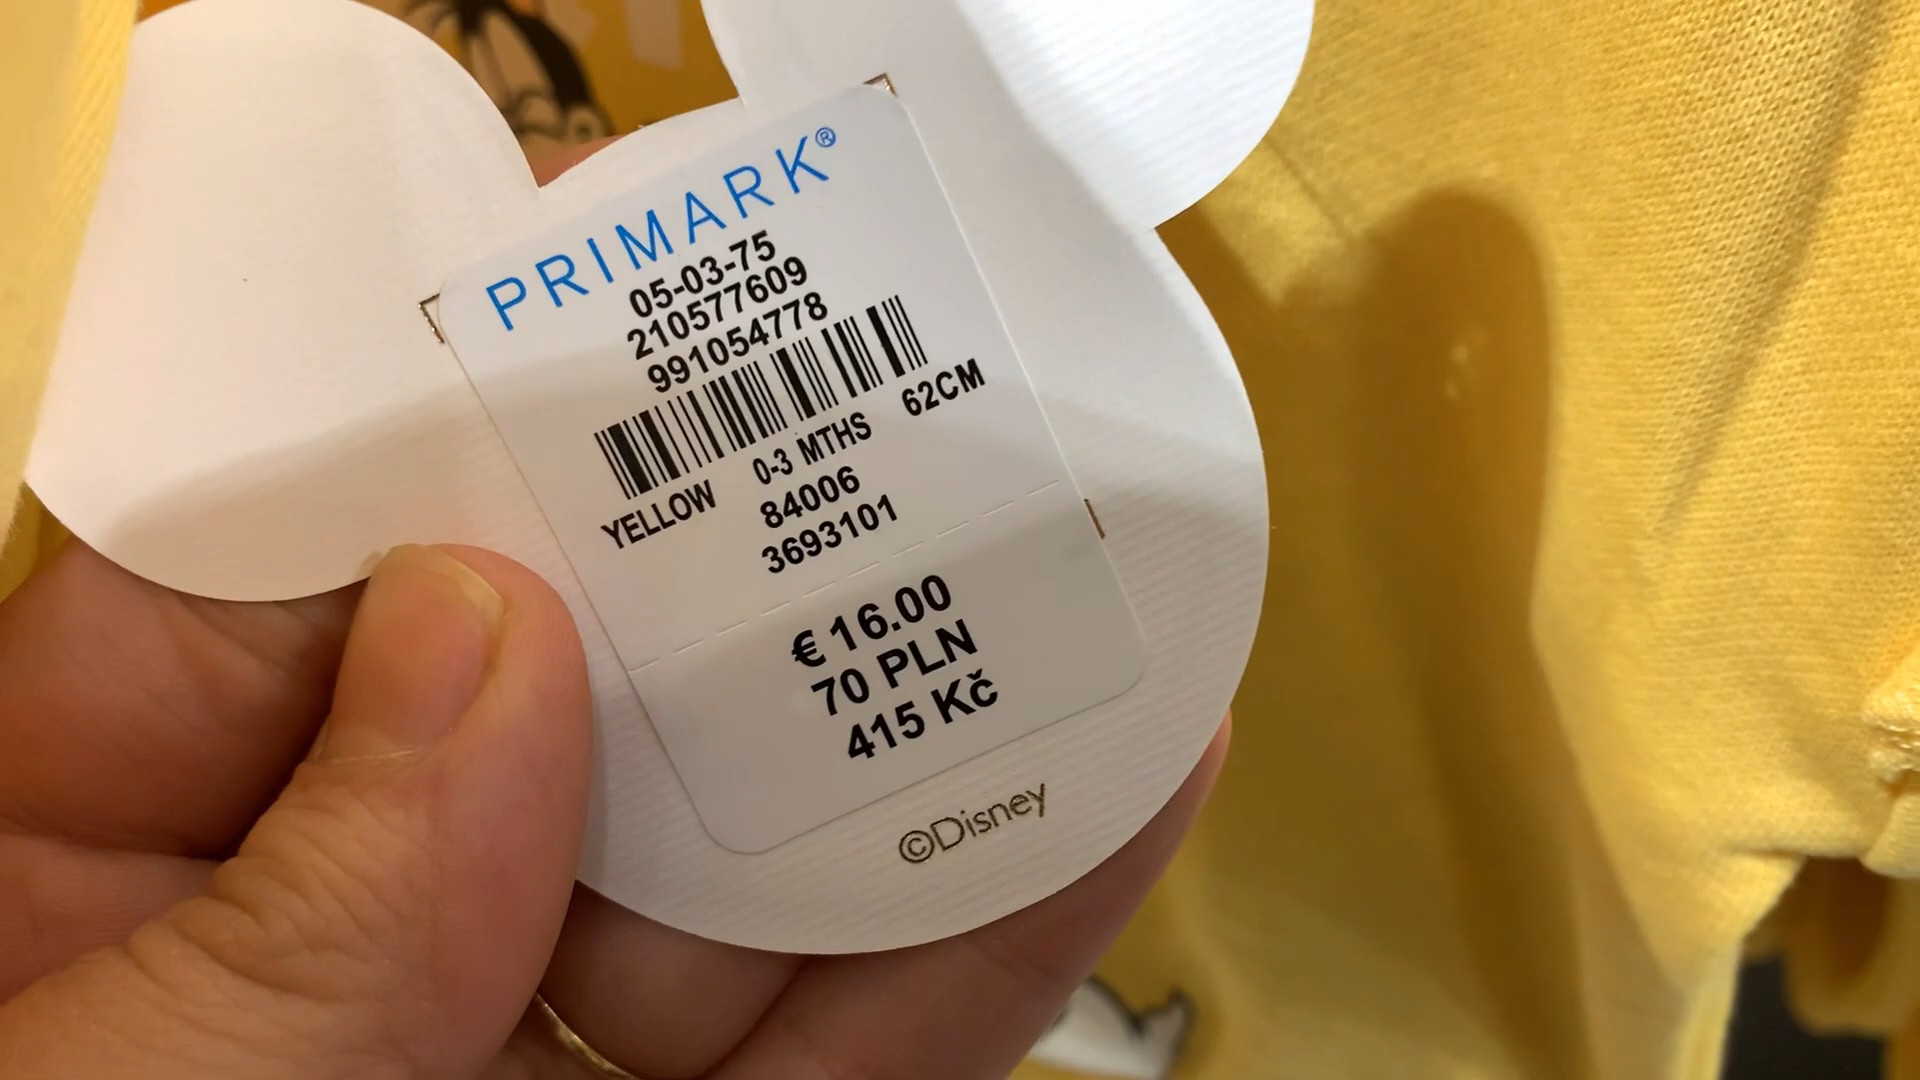 PRIMARK®
05-03-75
210577609
991054778
YELLOW 0-3 MTHS 62CM
84006
3693101
€ 16.00
70 PLN
415 Kč
©Disney